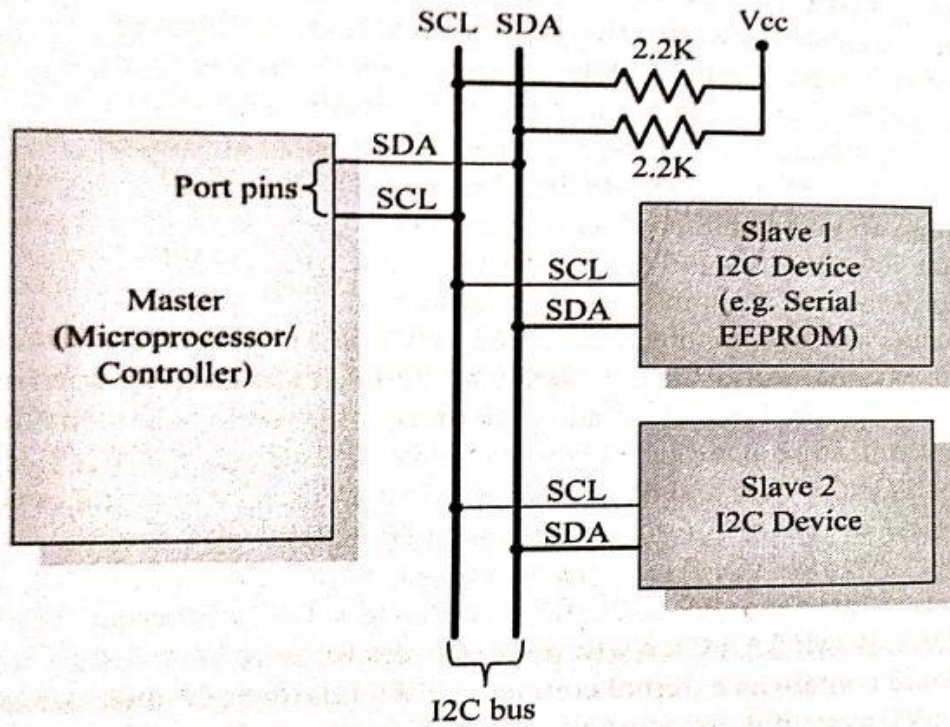 SCL SDA
Vcc
2.2K
2.2K
SDA
Port pins
SCL
Master
(Microprocessor/
Controller)
SCL
SDA
Slave 1
I2C Device
(e.g. Serial
EEPROM)
SCL
SDA
Slave 2
I2C Device
I2C bus